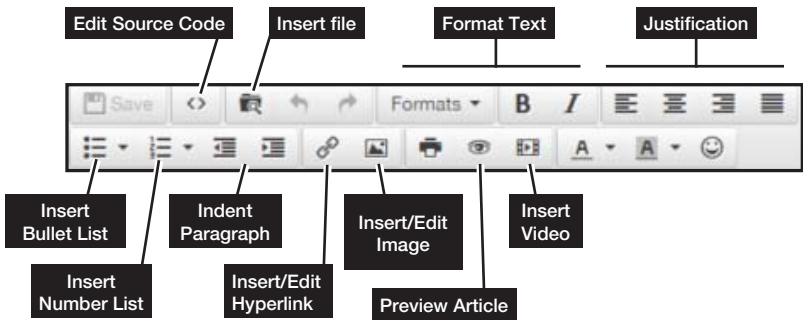 Edit Source Code
Insert file
Format Text
Justification
Save
Formats
B
I
A
A
Insert
Bullet List
Indent
Paragraph
Insert/Edit
Image
Insert
Video
Insert
Number List
Insert/Edit
Hyperlink
Preview Article